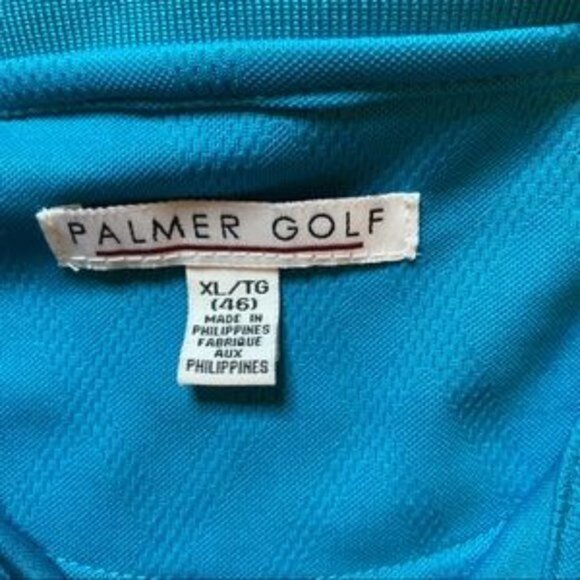 PALMER GOLF
XL/TG
(46)
MADE IN
PHILIPPINES
FABRIQUE
AUX
PHILIPPINES